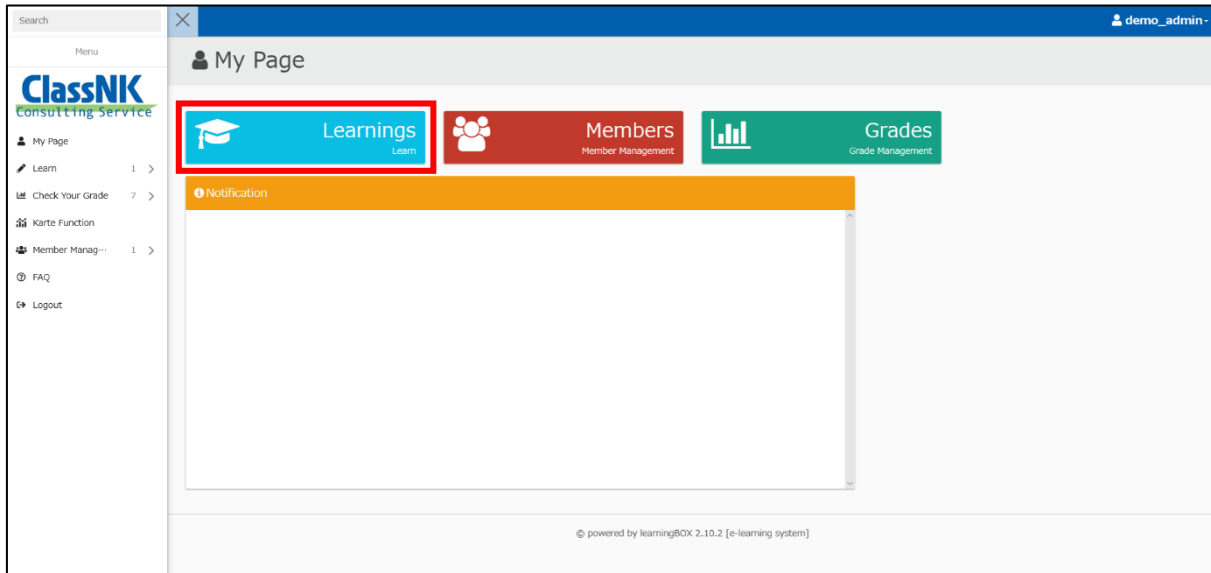 Search
demo_admin
Menu
My Page
ClassNK
Consulting Service
My Page
Learn 1
Check Your Grade 7
Karte Function
Member Manag… 1
FAQ
Logout
Learnings
Learn
Members
Member Management
Grades
Grade Management
Notification
© powered by learningBOX 2.10.2 [e-learning system]